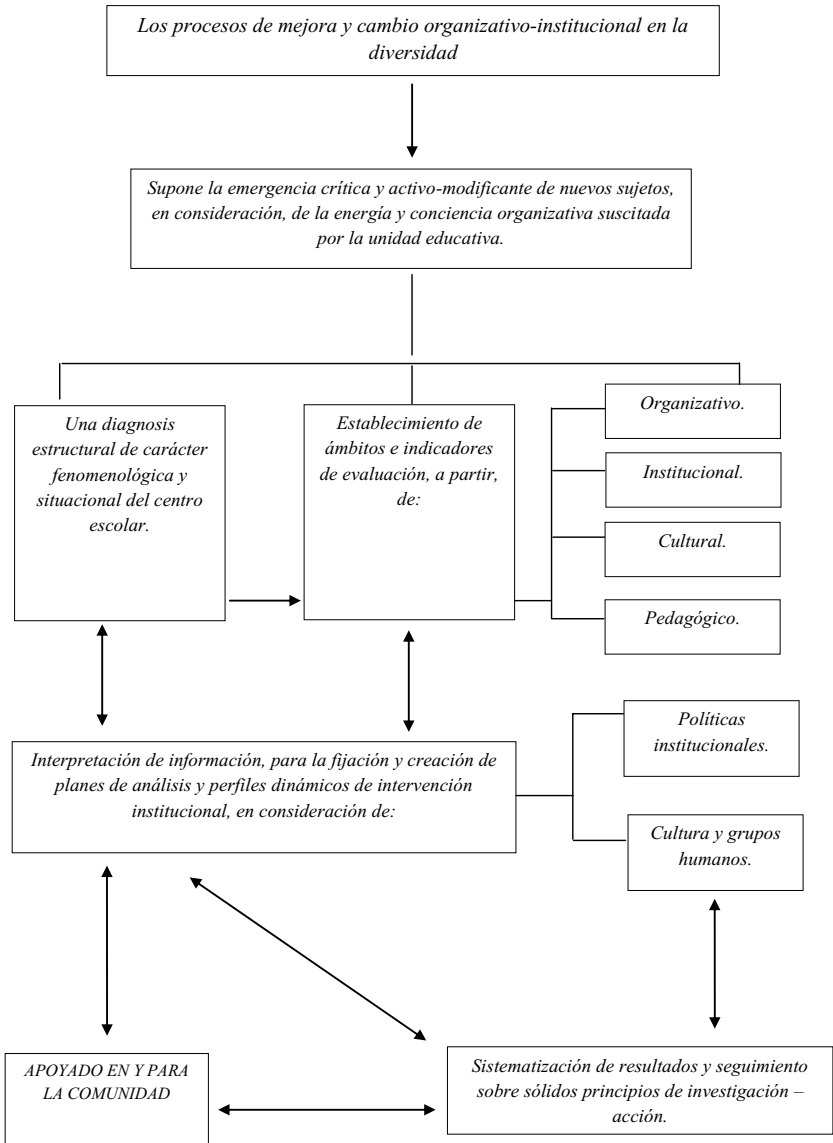 Los procesos de mejora y cambio organizativo-institucional en la
diversidad
Supone la emergencia crítica y activo-modificante de nuevos sujetos,
en consideración, de la energía y conciencia organizativa suscitada
por la unidad educativa.
Una diagnosis
estructural de carácter
fenomenológica y
situacional del centro
escolar.
Establecimiento de
ámbitos e indicadores
de evaluación, a partir,
de:
Organizativo.
Institucional.
Cultural.
Pedagógico.
Interpretación de información, para la fijación y creación de
planes de análisis y perfiles dinámicos de intervención
institucional, en consideración de:
Políticas
institucionales.
Cultura y grupos
humanos.
APOYADO EN Y PARA
LA COMUNIDAD
Sistematización de resultados y seguimiento
sobre sólidos principios de investigación –
acción.